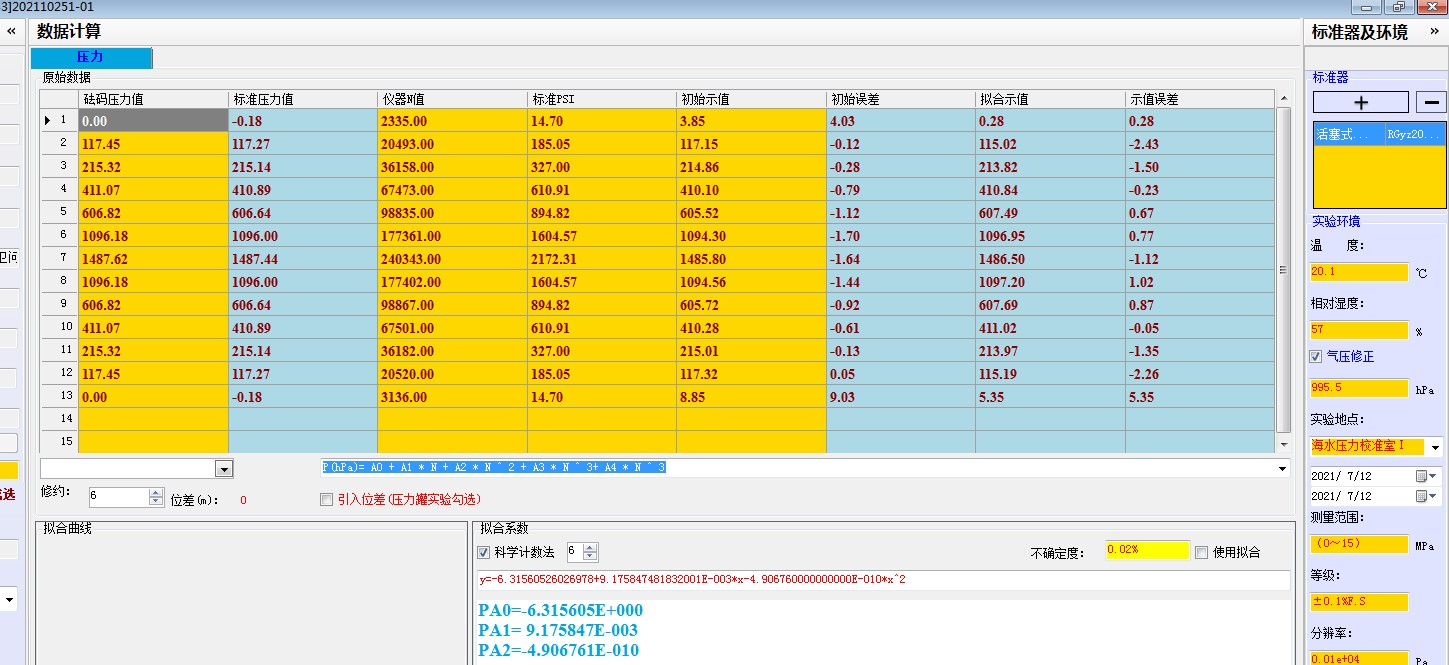 3]202110251-01
«
数据计算
标准器及环境 »
压力
原始数据
砝码压力值 标准压力值 仪器N值 标准PSI 初始示值 初始误差 拟合示值 示值误差
1 0.00 -0.18 2335.00 14.70 3.85 4.03 0.28 0.28
2 117.45 117.27 20493.00 185.05 117.15 -0.12 115.02 -2.43
3 215.32 215.14 36158.00 327.00 214.86 -0.28 213.82 -1.50
4 411.07 410.89 67473.00 610.91 410.10 -0.79 410.84 -0.23
5 606.82 606.64 98835.00 894.82 605.52 -1.12 607.49 0.67
6 1096.18 1096.00 177361.00 1604.57 1094.30 -1.70 1096.95 0.77
7 1487.62 1487.44 240343.00 2172.31 1485.80 -1.64 1486.50 -1.12
8 1096.18 1096.00 177402.00 1604.57 1094.56 -1.44 1097.20 1.02
9 606.82 606.64 98867.00 894.82 605.72 -0.92 607.69 0.87
10 411.07 410.89 67501.00 610.91 410.28 -0.61 411.02 -0.05
11 215.32 215.14 36182.00 327.00 215.01 -0.13 213.97 -1.35
12 117.45 117.27 20520.00 185.05 117.32 0.05 115.19 -2.26
13 0.00 -0.18 3136.00 14.70 8.85 9.03 5.35 5.35
14
15
P(hPa)= A0 + A1 * N + A2 * N ^ 2 + A3 * N ^ 3+ A4 * N ^ 3
修约: 6 位差(m): 0 引入位差(压力罐实验勾选)
拟合曲线
拟合系数
科学计数法 6 不确定度: 0.02% 使用拟合
y=-6.31560526026978+9.175847481832001E-003*x-4.906760000000000E-010*x^2
PA0=-6.315605E+000
PA1= 9.175847E-003
PA2=-4.906761E-010
标准器
+ −
活塞式... RGyz20...
实验环境
温 度:
20.1 ℃
相对湿度:
57 %
气压修正
995.5 hPa
实验地点:
海水压力校准室Ⅰ
2021/ 7/12
2021/ 7/12
测量范围:
(0～15) MPa
等级:
±0.1%F.S
分辨率:
0.01e+04 Pa